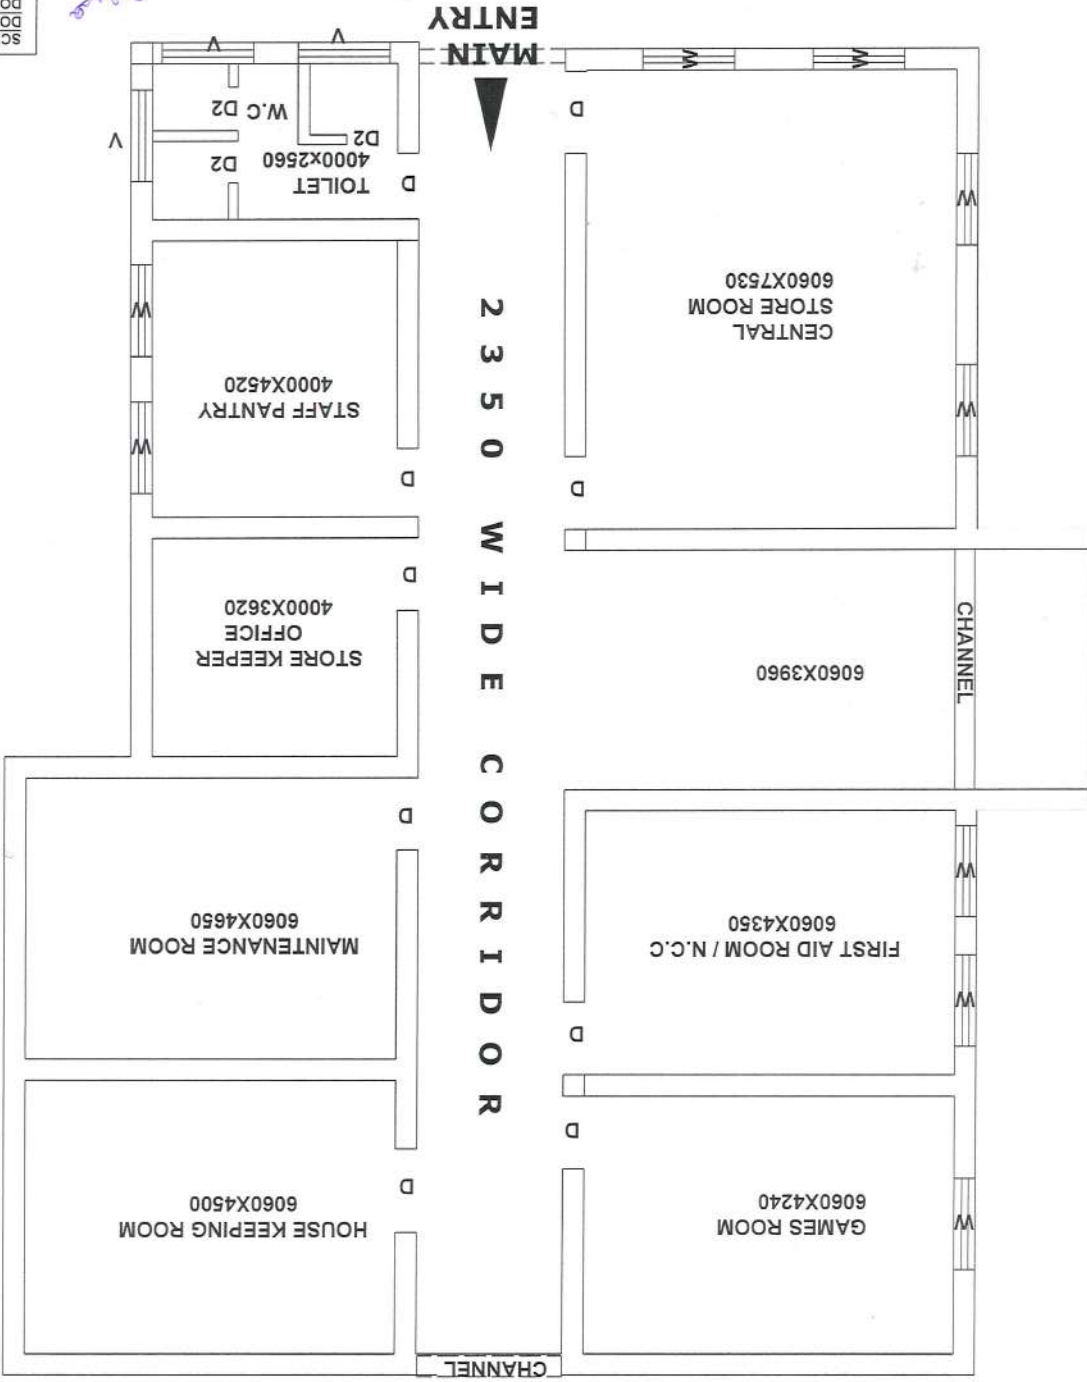 CHANNEL
GAMES ROOM
6060X4240
W
D
HOUSE KEEPING ROOM
6060X4500
D
FIRST AID ROOM / N.C.C
6060X4350
W
W
D
MAINTENANCE ROOM
6060X4650
D
2350 WIDE CORRIDOR
CHANNEL
6060X3960
STORE KEEPER
OFFICE
4000X3620
D
CENTRAL
STORE ROOM
6060X7530
D
W
W
D
W
W
STAFF PANTRY
4000X4520
D
W
W
TOILET
4000x2560
D
D2
D2
W.C
D2
V
V
V
MAIN
ENTRY